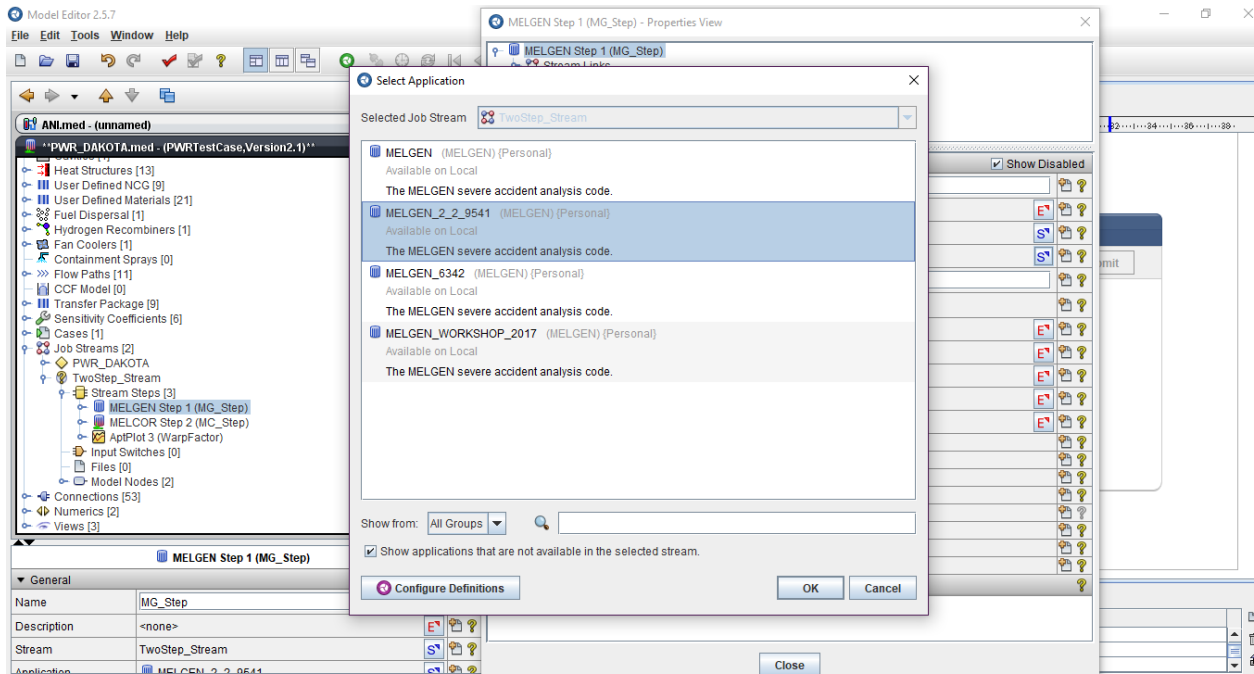 Model Editor 2.5.7
File Edit Tools Window Help
ANI.med - (unnamed)
**PWR_DAKOTA.med - (PWRTestCase,Version2.1)**
Heat Structures [13]
User Defined NCG [9]
User Defined Materials [21]
Fuel Dispersal [1]
Hydrogen Recombiners [1]
Fan Coolers [1]
Containment Sprays [0]
Flow Paths [11]
CCF Model [0]
Transfer Package [9]
Sensitivity Coefficients [6]
Cases [1]
Job Streams [2]
PWR_DAKOTA
TwoStep_Stream
Stream Steps [3]
MELGEN Step 1 (MG_Step)
MELCOR Step 2 (MC_Step)
AptPlot 3 (WarpFactor)
Input Switches [0]
Files [0]
Model Nodes [2]
Connections [53]
Numerics [2]
Views [3]
MELGEN Step 1 (MG_Step)
General
Name MG_Step
Description <none>
Stream TwoStep_Stream
Application MELGEN_2_2_9541
MELGEN Step 1 (MG_Step) - Properties View
MELGEN Step 1 (MG_Step)
Stream Links
Show Disabled
Close
Select Application
Selected Job Stream TwoStep_Stream
MELGEN (MELGEN) {Personal}
Available on Local
The MELGEN severe accident analysis code.
MELGEN_2_2_9541 (MELGEN) {Personal}
Available on Local
The MELGEN severe accident analysis code.
MELGEN_6342 (MELGEN) {Personal}
Available on Local
The MELGEN severe accident analysis code.
MELGEN_WORKSHOP_2017 (MELGEN) {Personal}
Available on Local
The MELGEN severe accident analysis code.
Show from: All Groups
Show applications that are not available in the selected stream.
Configure Definitions OK Cancel